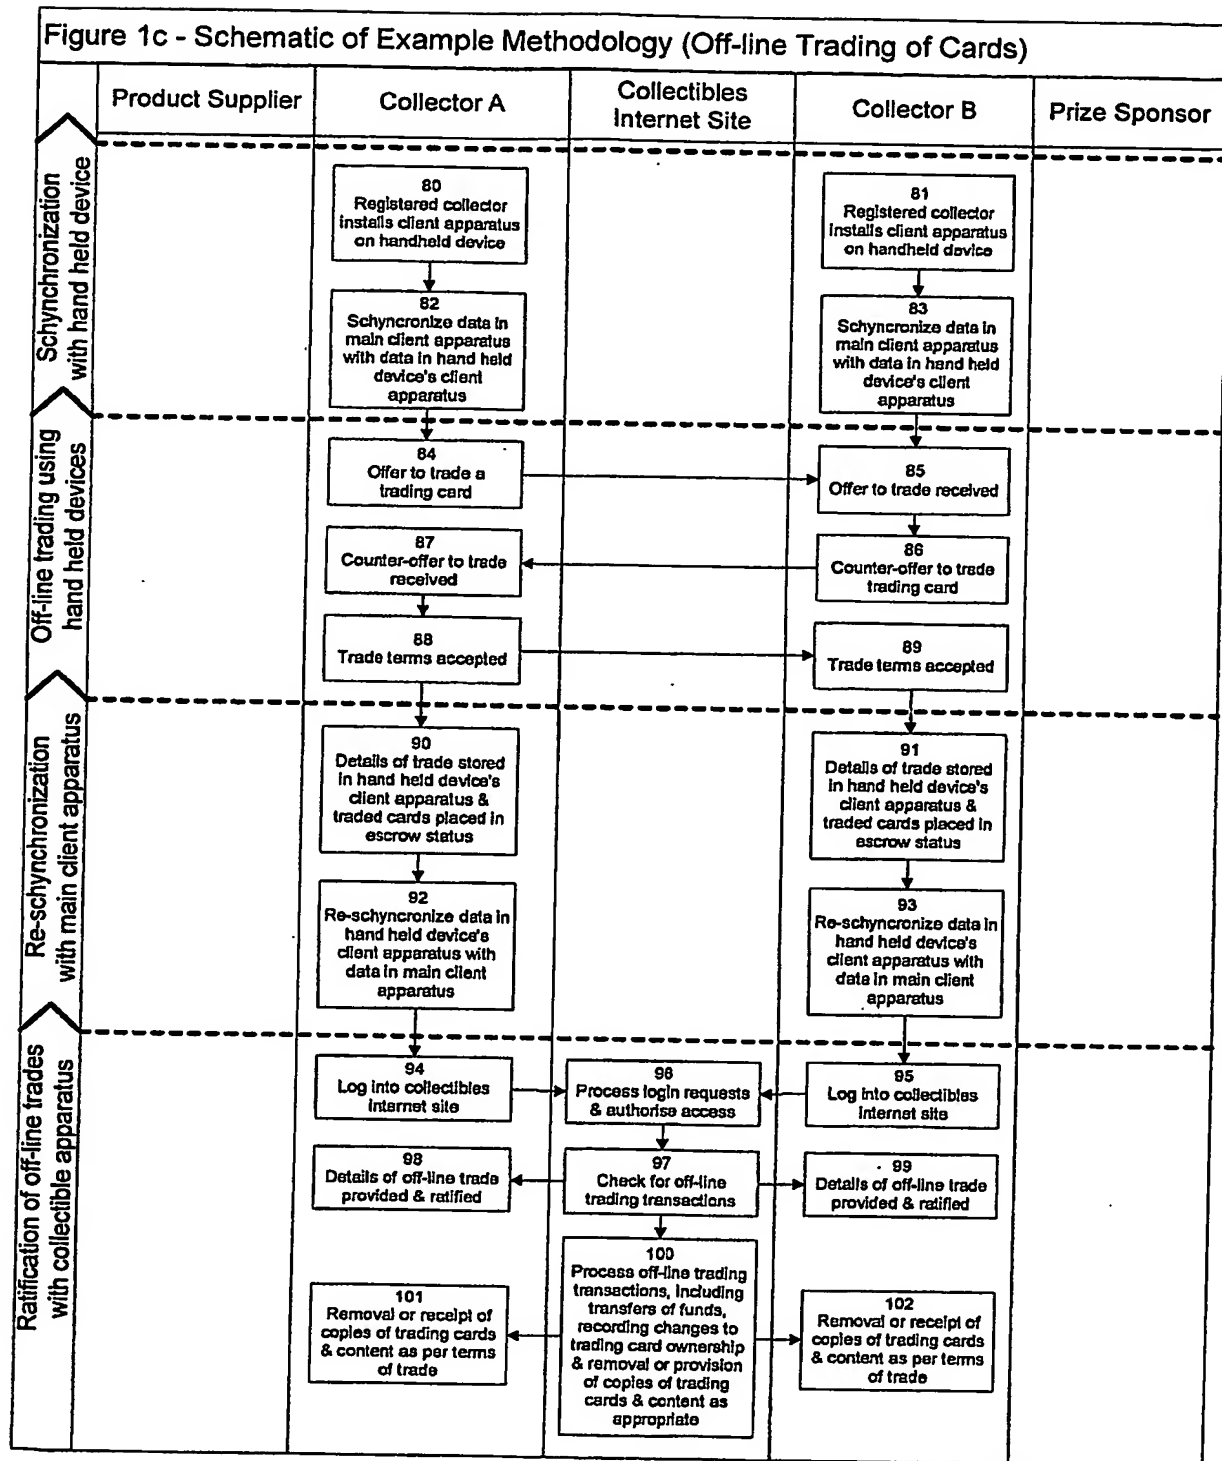 Figure 1c - Schematic of Example Methodology (Off-line Trading of Cards)
Product Supplier
Collector A
Collectibles
Internet Site
Collector B
Prize Sponsor
Schynchronization
with hand held device
80
Registered collector
installs client apparatus
on handheld device
81
Registered collector
installs client apparatus
on handheld device
82
Schyncronize data in
main client apparatus
with data in hand held
device's client
apparatus
83
Schyncronize data in
main client apparatus
with data in hand held
device's client
apparatus
Off-line trading using
hand held devices
84
Offer to trade a
trading card
85
Offer to trade received
87
Counter-offer to trade
received
86
Counter-offer to trade
trading card
88
Trade terms accepted
89
Trade terms accepted
Re-schynchronization
with main client apparatus
90
Details of trade stored
in hand held device's
client apparatus &
traded cards placed in
escrow status
91
Details of trade stored
in hand held device's
client apparatus &
traded cards placed in
escrow status
92
Re-schyncronize data in
hand held device's
client apparatus with
data in main client
apparatus
93
Re-schyncronize data in
hand held device's
client apparatus with
data in main client
apparatus
Ratification of off-line trades
with collectible apparatus
94
Log into collectibles
internet site
96
Process login requests
& authorise access
95
Log into collectibles
internet site
98
Details of off-line trade
provided & ratified
97
Check for off-line
trading transactions
99
Details of off-line trade
provided & ratified
100
Process off-line trading
transactions, including
transfers of funds,
recording changes to
trading card ownership
& removal or provision
of copies of trading
cards & content as
appropriate
101
Removal or receipt of
copies of trading cards
& content as per terms
of trade
102
Removal or receipt of
copies of trading cards
& content as per terms
of trade